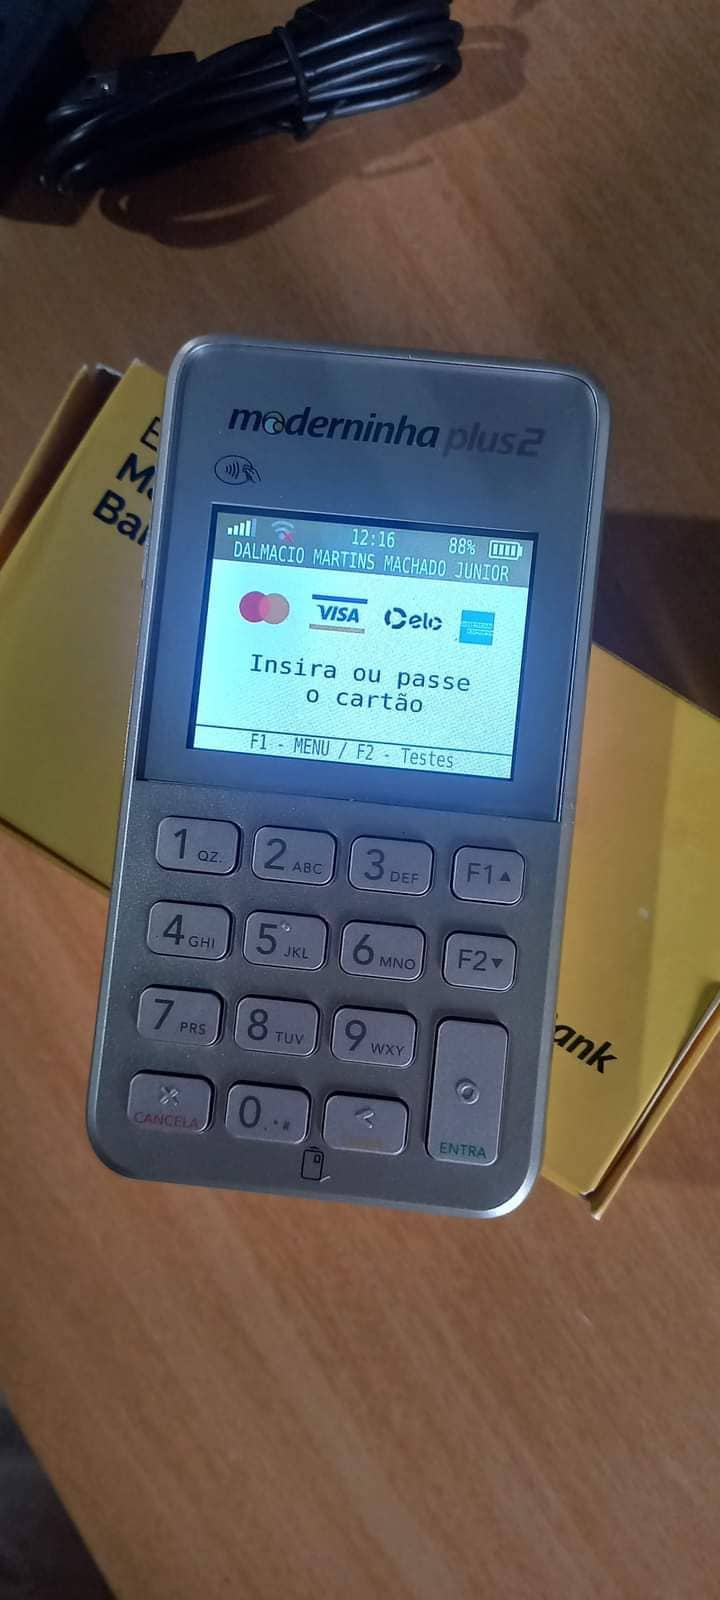 moderninha plus2
12:16 88%
DALMACIO MARTINS MACHADO JUNIOR
VISA elo
Insira ou passe
o cartão
F1 - MENU / F2 - Testes
1 QZ. 2 ABC 3 DEF F1▲
4 GHI 5 JKL 6 MNO F2▼
7 PRS 8 TUV 9 WXY
CANCELA 0 .*# ENTRA
ank